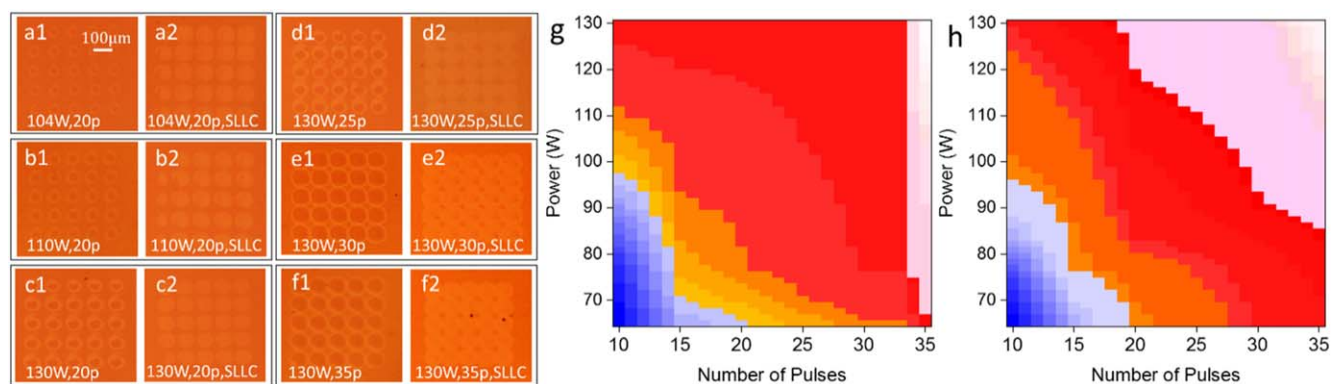 a1
100μm
104W,20p
a2
104W,20p,SLLC
b1
110W,20p
b2
110W,20p,SLLC
c1
130W,20p
c2
130W,20p,SLLC
d1
130W,25p
d2
130W,25p,SLLC
e1
130W,30p
e2
130W,30p,SLLC
f1
130W,35p
f2
130W,35p,SLLC
g
Power (W)
130
120
110
100
90
80
70
10 15 20 25 30 35
Number of Pulses
h
Power (W)
130
120
110
100
90
80
70
10 15 20 25 30 35
Number of Pulses